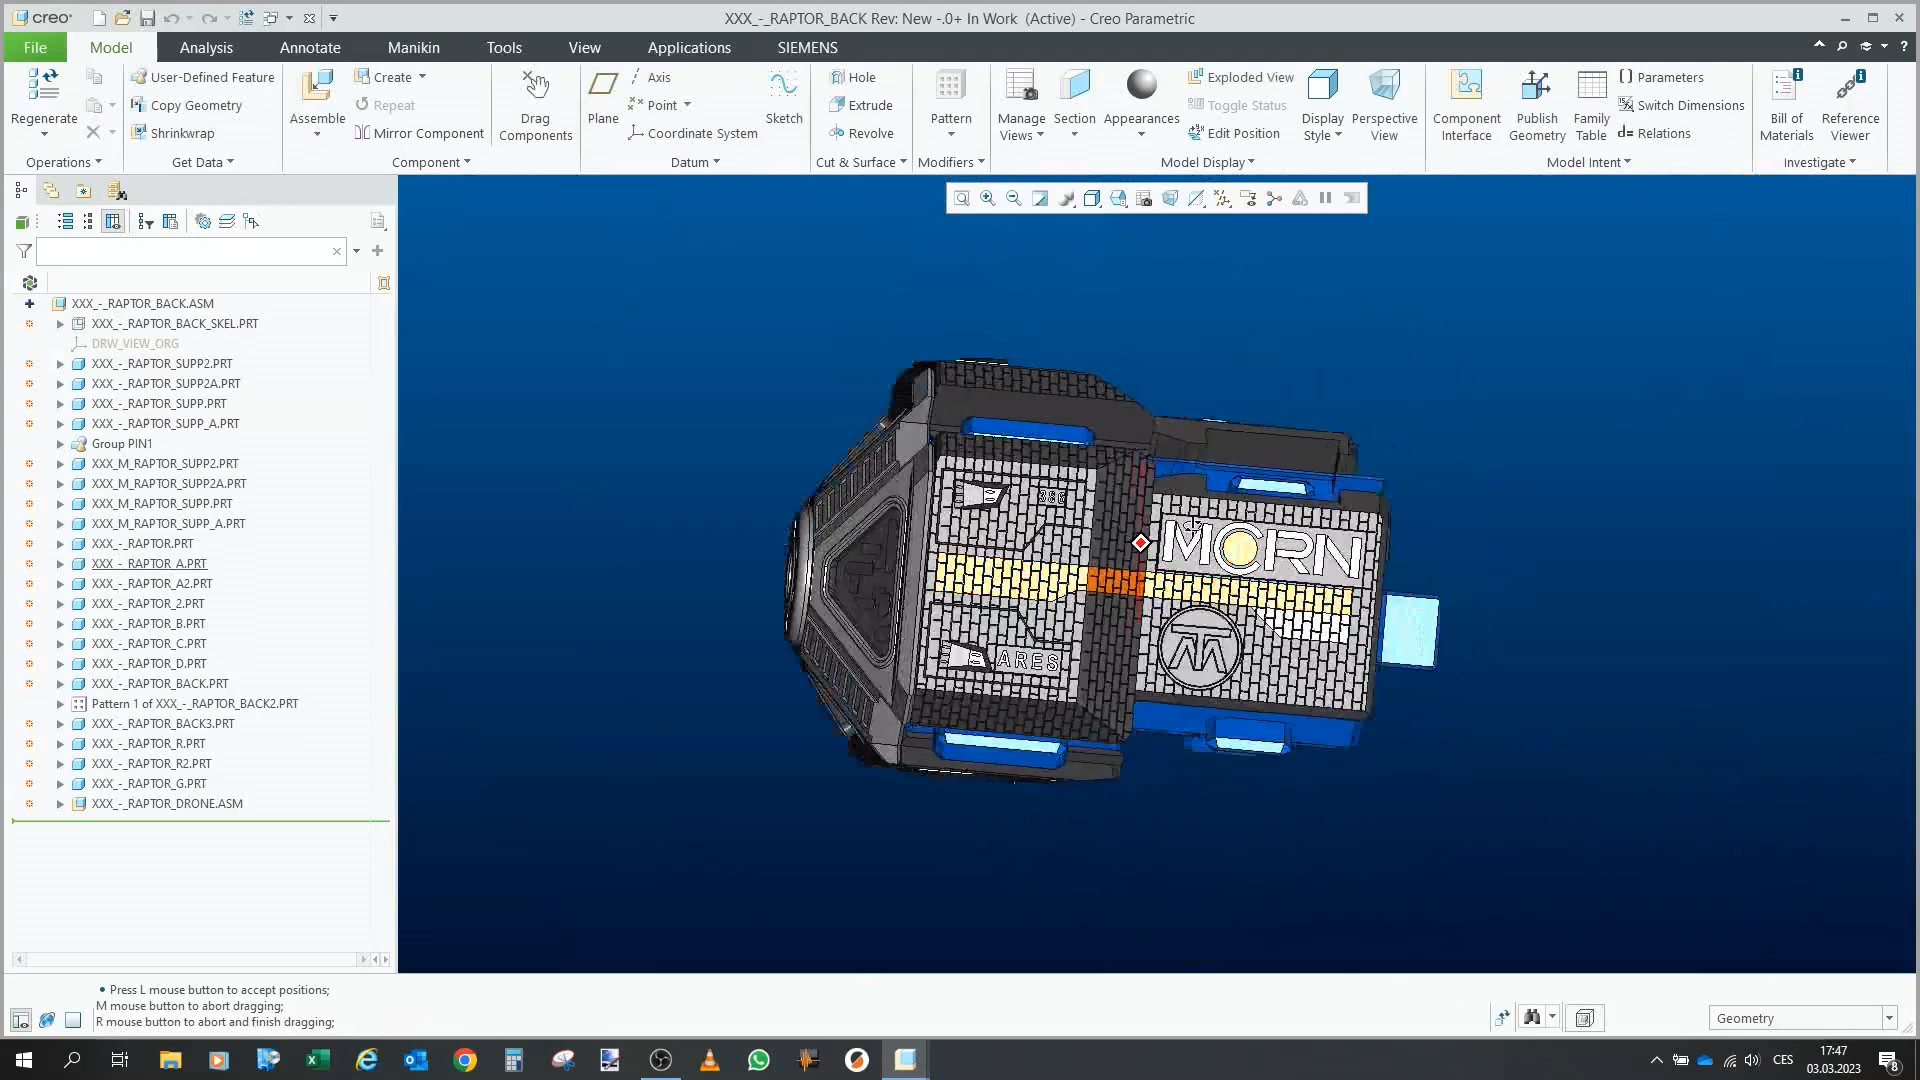 creo
XXX_-_RAPTOR_BACK Rev: New -.0+ In Work (Active) - Creo Parametric
File Model Analysis Annotate Manikin Tools View Applications SIEMENS
Regenerate
Operations
User-Defined Feature
Copy Geometry
Shrinkwrap
Get Data
Assemble
Create
Repeat
Mirror Component
Component
Drag
Components
Plane
Axis
Point
Coordinate System
Sketch
Datum
Hole
Extrude
Revolve
Cut & Surface
Pattern
Modifiers
Manage
Views
Section
Appearances
Exploded View
Toggle Status
Edit Position
Display
Style
Perspective
View
Model Display
Component
Interface
Publish
Geometry
Family
Table
Parameters
Switch Dimensions
Relations
Model Intent
Bill of
Materials
Reference
Viewer
Investigate
XXX_-_RAPTOR_BACK.ASM
XXX_-_RAPTOR_BACK_SKEL.PRT
DRW_VIEW_ORG
XXX_-_RAPTOR_SUPP2.PRT
XXX_-_RAPTOR_SUPP2A.PRT
XXX_-_RAPTOR_SUPP.PRT
XXX_-_RAPTOR_SUPP_A.PRT
Group PIN1
XXX_M_RAPTOR_SUPP2.PRT
XXX_M_RAPTOR_SUPP2A.PRT
XXX_M_RAPTOR_SUPP.PRT
XXX_M_RAPTOR_SUPP_A.PRT
XXX_-_RAPTOR.PRT
XXX_-_RAPTOR_A.PRT
XXX_-_RAPTOR_A2.PRT
XXX_-_RAPTOR_2.PRT
XXX_-_RAPTOR_B.PRT
XXX_-_RAPTOR_C.PRT
XXX_-_RAPTOR_D.PRT
XXX_-_RAPTOR_BACK.PRT
Pattern 1 of XXX_-_RAPTOR_BACK2.PRT
XXX_-_RAPTOR_BACK3.PRT
XXX_-_RAPTOR_R.PRT
XXX_-_RAPTOR_R2.PRT
XXX_-_RAPTOR_G.PRT
XXX_-_RAPTOR_DRONE.ASM
MCRN
ARES
• Press L mouse button to accept positions;
M mouse button to abort dragging;
R mouse button to abort and finish dragging;
Geometry
CES
17:47
03.03.2023
8